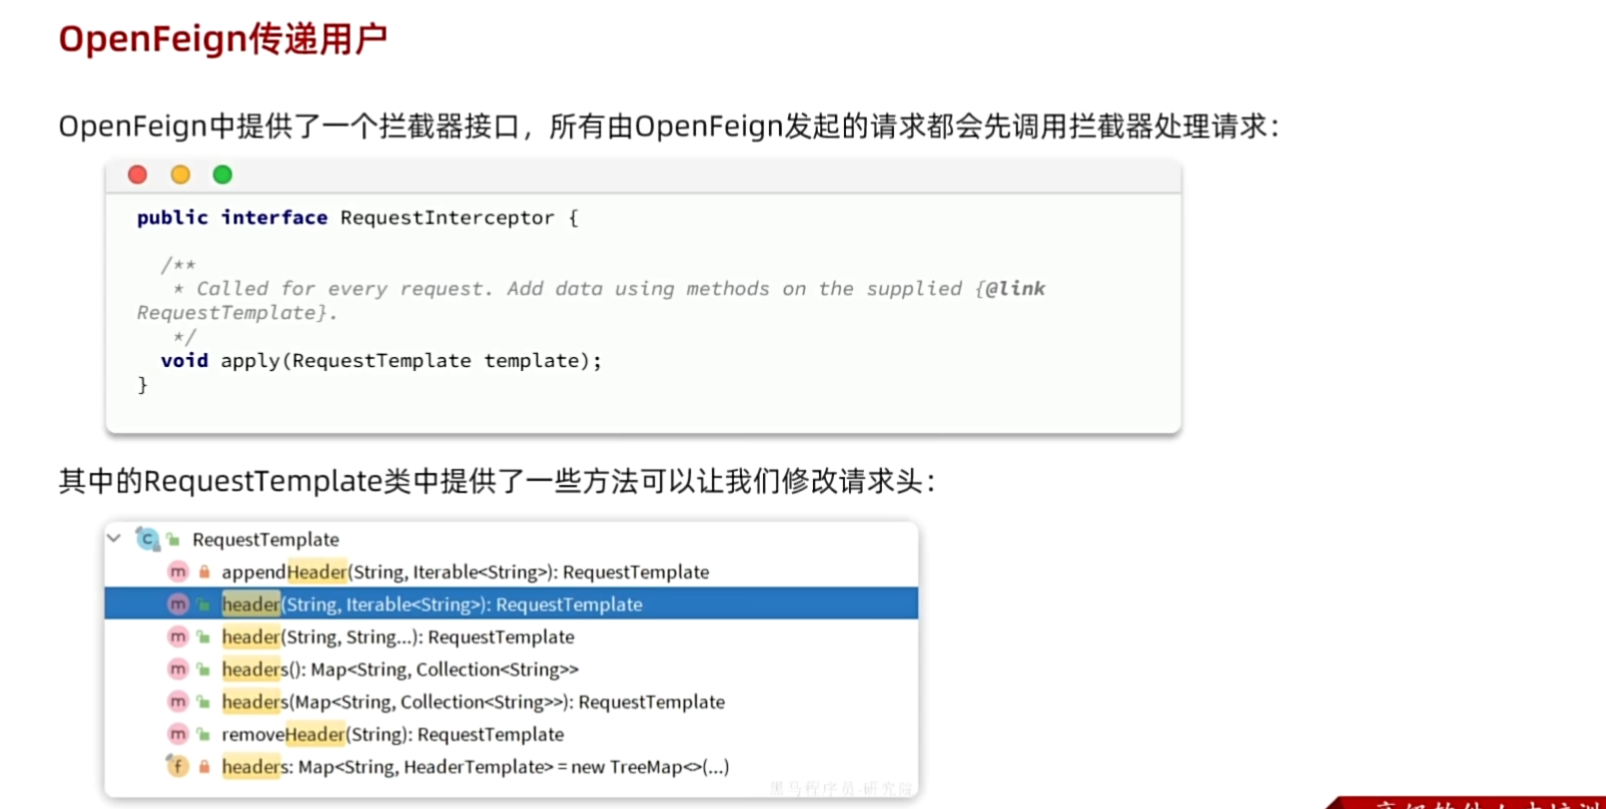 OpenFeign传递用户
OpenFeign中提供了一个拦截器接口，所有由OpenFeign发起的请求都会先调用拦截器处理请求：
public interface RequestInterceptor {
/**
* Called for every request. Add data using methods on the supplied {@link
RequestTemplate}.
*/
void apply(RequestTemplate template);
}
其中的RequestTemplate类中提供了一些方法可以让我们修改请求头：
RequestTemplate
appendHeader(String, Iterable<String>): RequestTemplate
header(String, Iterable<String>): RequestTemplate
header(String, String...): RequestTemplate
headers(): Map<String, Collection<String>>
headers(Map<String, Collection<String>>): RequestTemplate
removeHeader(String): RequestTemplate
headers: Map<String, HeaderTemplate> = new TreeMap<>(...)
黑马程序员-研究院